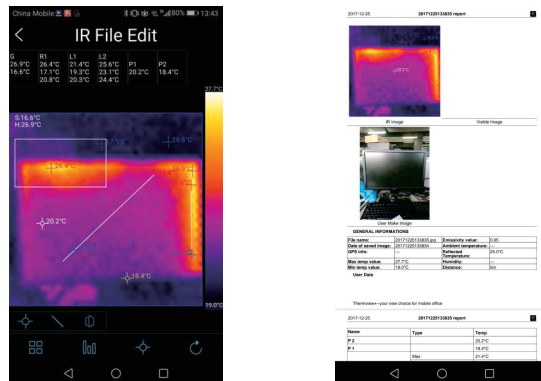 China Mobile 80% 13:43
IR File Edit
G R1 L1 L2
26.9°C 26.4°C 21.4°C 25.6°C P1 P2
16.6°C 17.1°C 19.3°C 23.1°C 20.2°C 18.4°C
20.8°C 20.3°C 24.4°C
27.7°C
S:16.6°C
H:26.9°C
16.6°C
26.4°C
20.2°C
18.4°C
19.0°C
2017-12-25 20171225133835 report
IR Image Visible Image
User Make Image
GENERAL INFORMATIONS
File name: 20171225133835.jpg Emissivity value: 0.95
Date of saved image: 20171225133834 Ambient temperature: ---
GPS info: --- Reflected Temperature: 25.0°C
Max temp value: 27.7°C Humidity: ---
Min temp value: 19.0°C Distance:
User Data
Thermview+--your new choice for mobile office
2017-12-25 20171225133835 report
Name Type Temp
P 2 20.2°C
P 1 18.4°C
Max 21.4°C